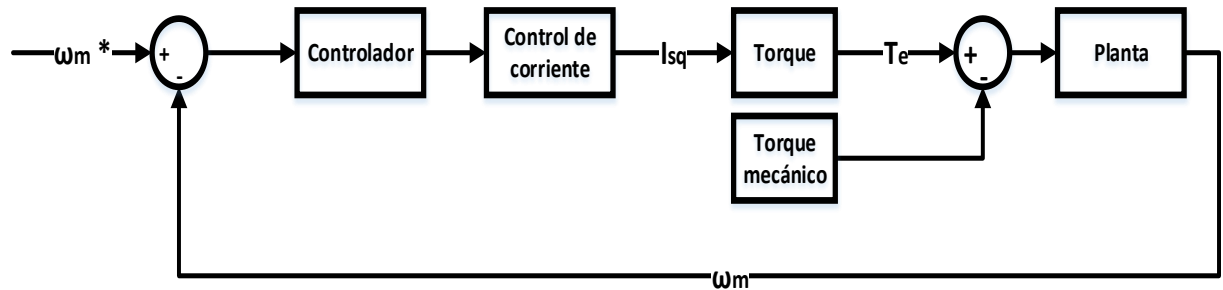 ωm *
+
-
Controlador
Control de
corriente
Isq
Torque
Te
+
-
Planta
Torque
mecánico
ωm